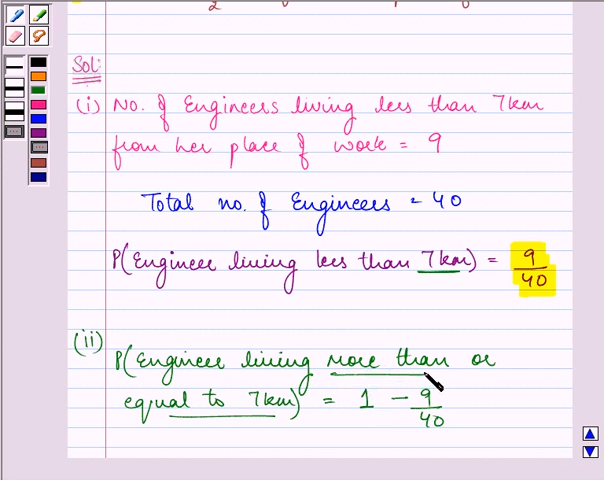 Sol:
(i) No. of Engineers living less than 7km
from her place of work = 9
Total no. of Engineers = 40
P(Engineer living less than 7km) = 9/40
(ii)
P(Engineer living more than or
equal to 7km) = 1 - 9/40